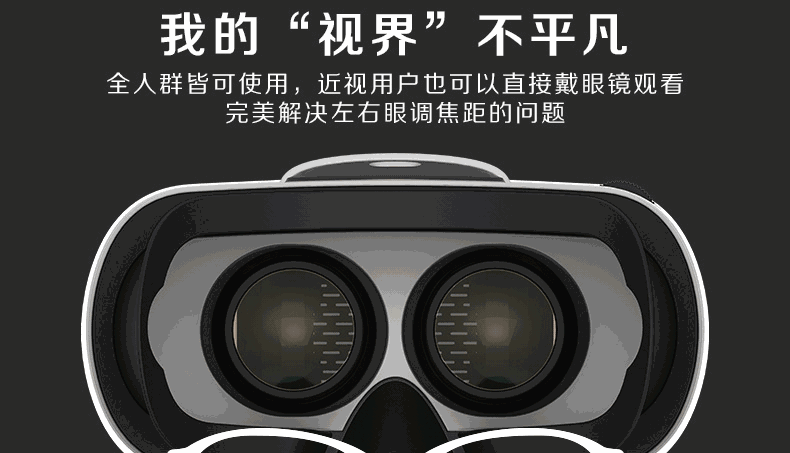 我的“视界”不平凡
全人群皆可使用，近视用户也可以直接戴眼镜观看
完美解决左右眼调焦距的问题